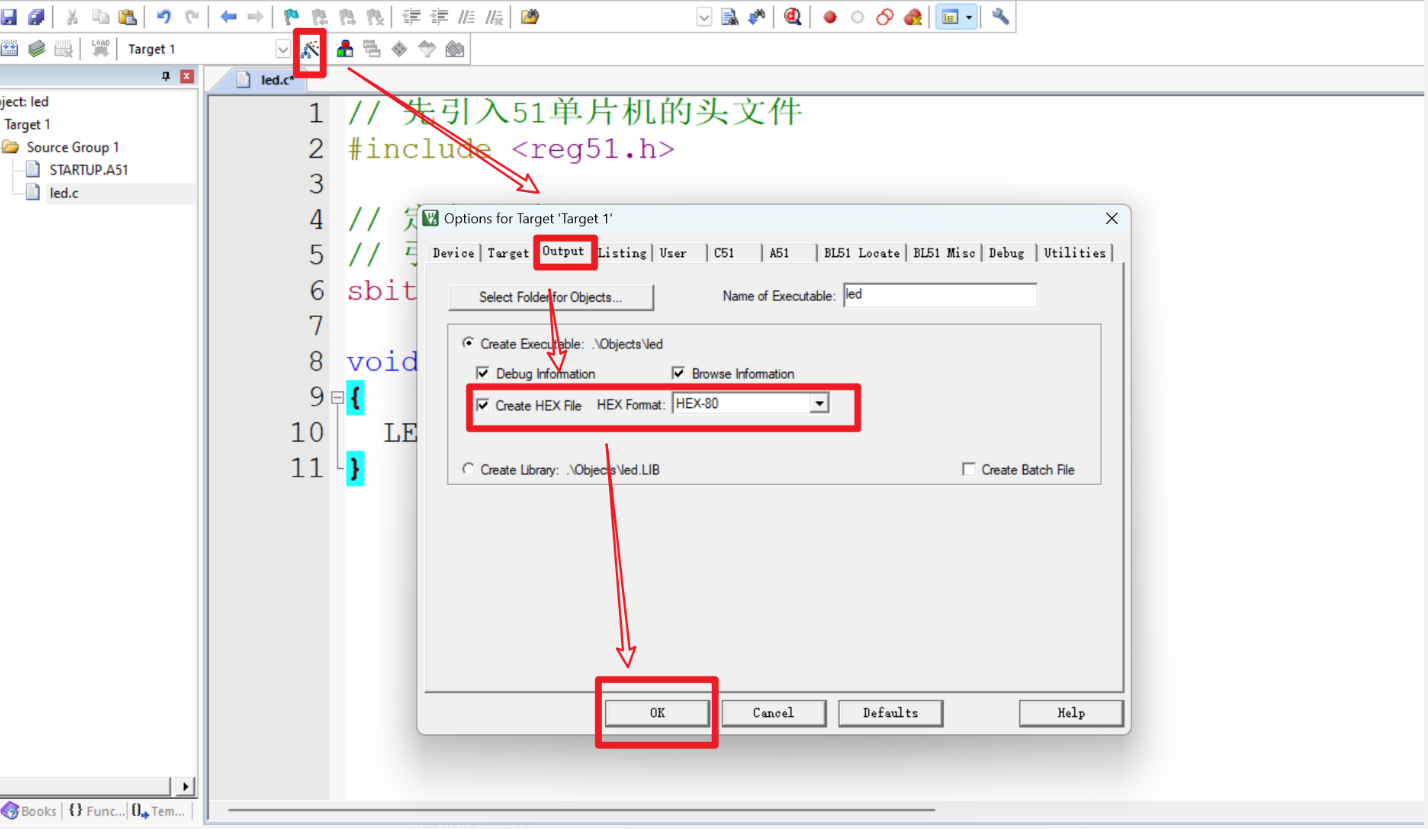 LOAD
Target 1
led.c*
ject: led
Target 1
Source Group 1
STARTUP.A51
led.c
1 // 先引入51单片机的头文件
2 #include <reg51.h>
3
4 //
5 //
6 sbit
7
8 void
9 {
10 LE
11 }
Options for Target 'Target 1'
Device Target Output Listing User C51 A51 BL51 Locate BL51 Misc Debug Utilities
Select Folder for Objects... Name of Executable: led
Create Executable: .\Objects\led
Debug Information Browse Information
Create HEX File HEX Format: HEX-80
Create Library: .\Objects\led.LIB Create Batch File
OK Cancel Defaults Help
Books {} Func... Tem...